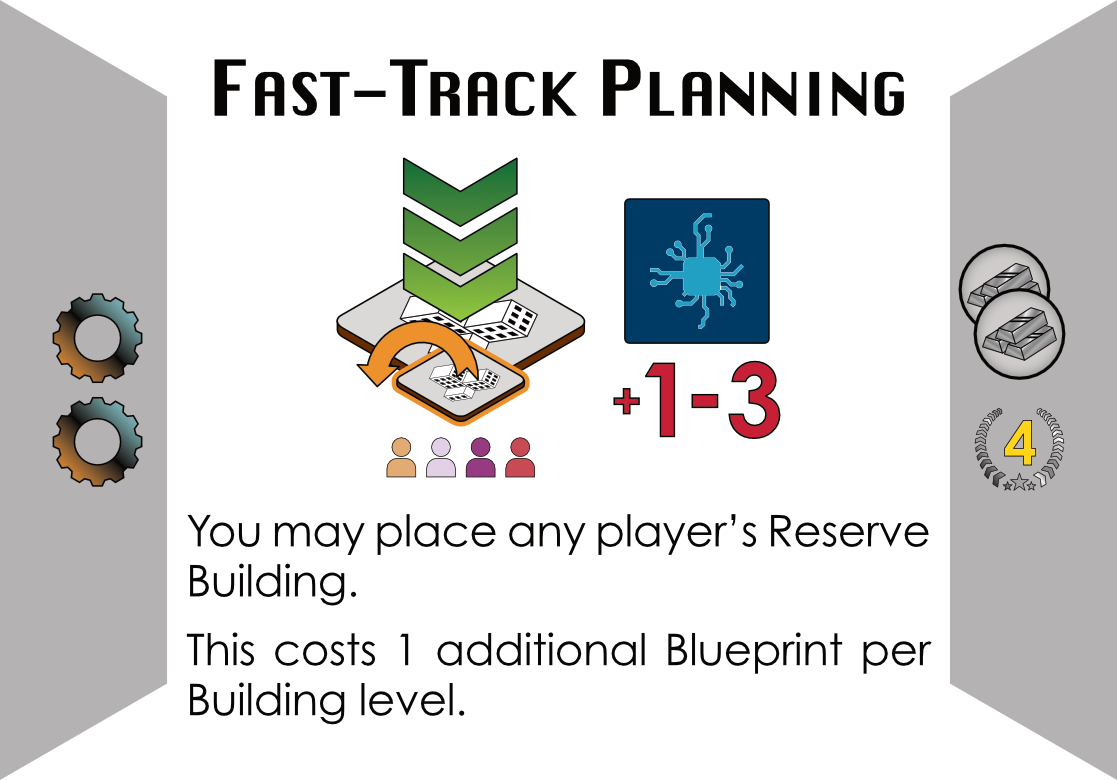 Fast-Track Planning
+1-3
4
You may place any player's Reserve
Building.
This costs 1 additional Blueprint per
Building level.